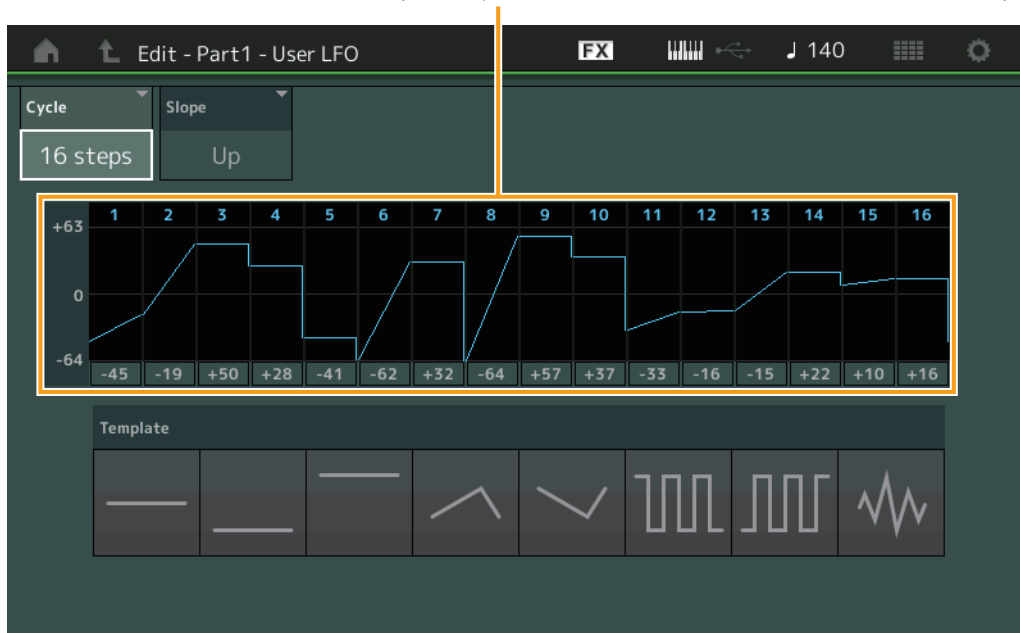 Edit - Part1 - User LFO FX ♩ 140
Cycle Slope
16 steps Up
1 2 3 4 5 6 7 8 9 10 11 12 13 14 15 16
+63
0
-64
-45 -19 +50 +28 -41 -62 +32 -64 +57 +37 -33 -16 -15 +22 +10 +16
Template